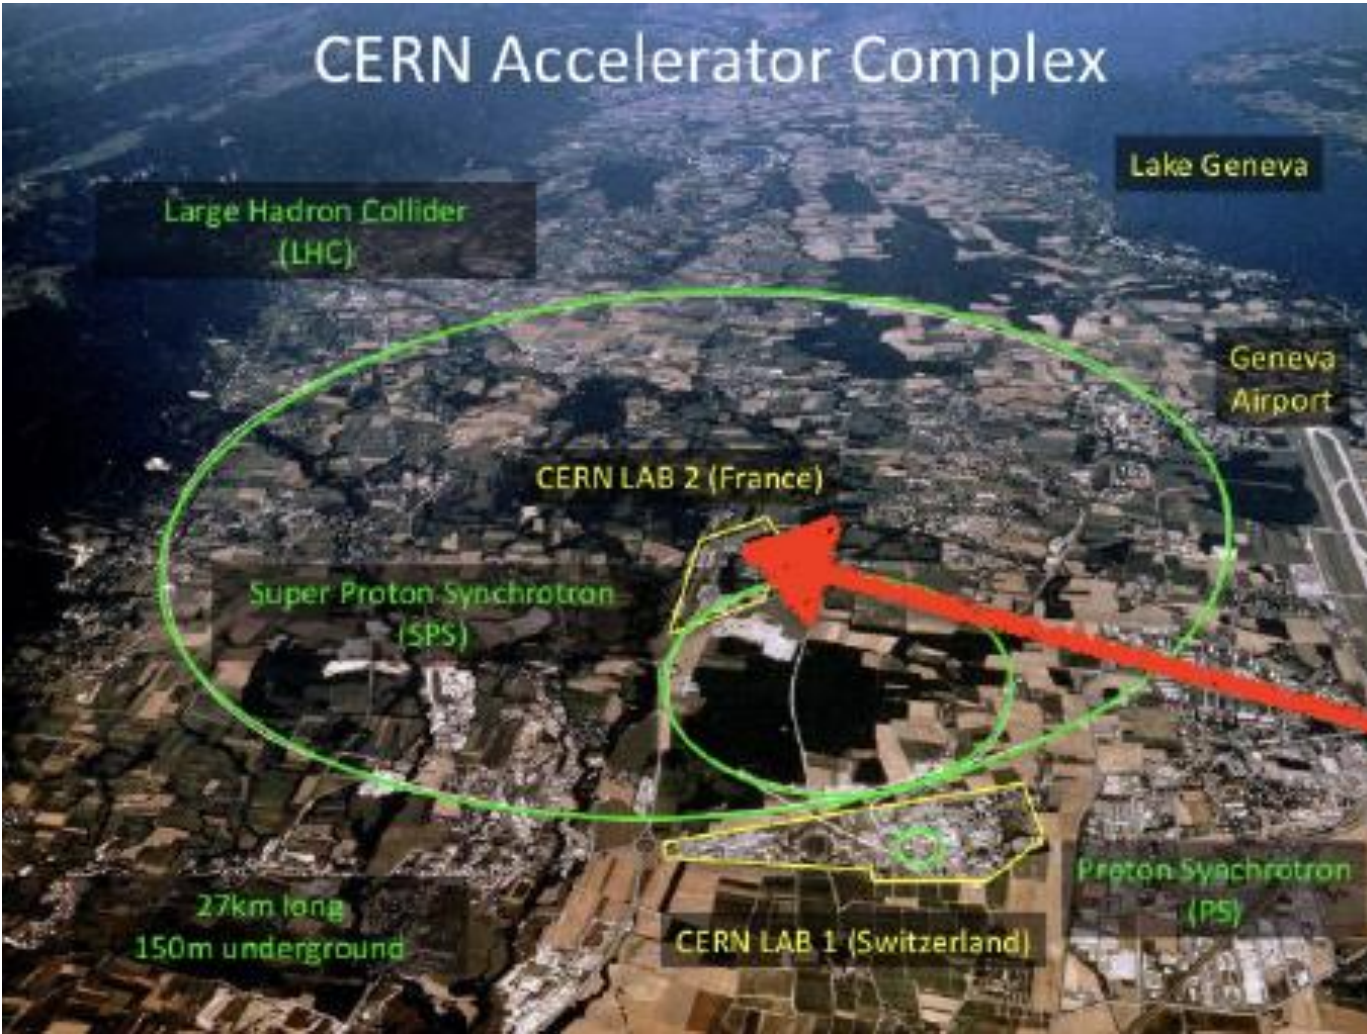 CERN Accelerator Complex
Lake Geneva
Large Hadron Collider
(LHC)
Geneva
Airport
CERN LAB 2 (France)
Super Proton Synchrotron
(SPS)
Proton Synchrotron
(PS)
27km long
150m underground
CERN LAB 1 (Switzerland)